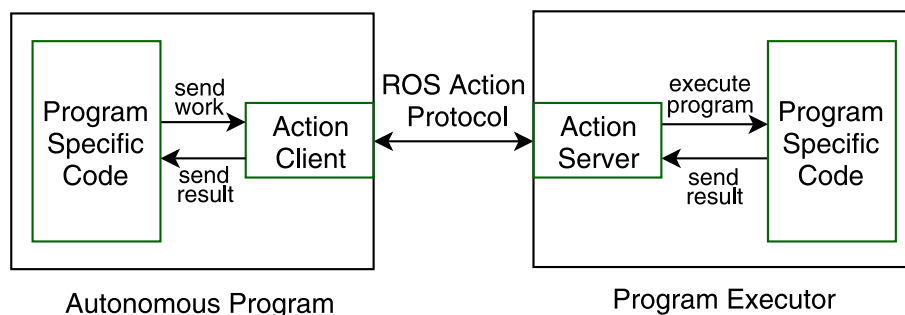 Program
Specific
Code
send
work
send
result
Action
Client
ROS Action
Protocol
Action
Server
execute
program
send
result
Program
Specific
Code
Autonomous Program
Program Executor